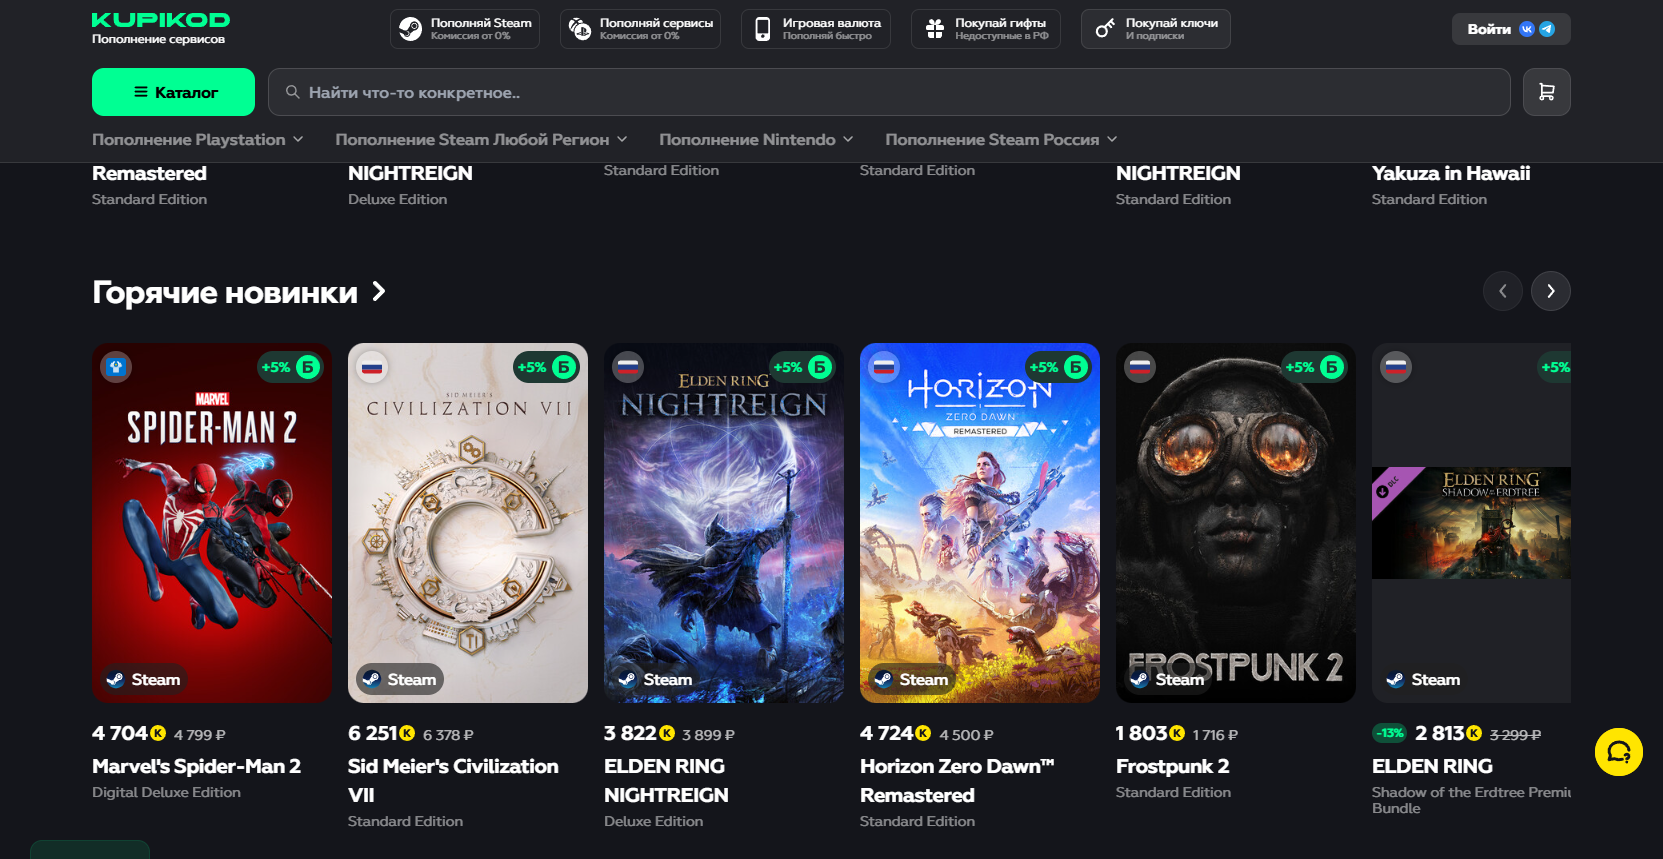 KUPIKOD
Пополнение сервисов
Пополняй Steam
Комиссия от 0%
Пополняй сервисы
Комиссия от 0%
Игровая валюта
Пополняй быстро
Покупай гифты
Недоступные в РФ
Покупай ключи
И подписки
Войти
Каталог
Найти что-то конкретное..
Пополнение Playstation
Пополнение Steam Любой Регион
Пополнение Nintendo
Пополнение Steam Россия
Remastered
Standard Edition
NIGHTREIGN
Deluxe Edition
Standard Edition
Standard Edition
NIGHTREIGN
Standard Edition
Yakuza in Hawaii
Standard Edition
Горячие новинки
+5% Б
MARVEL
SPIDER-MAN 2
Steam
4 704 K 4 799 ₽
Marvel's Spider-Man 2
Digital Deluxe Edition
+5% Б
SID MEIER'S
CIVILIZATION VII
Steam
6 251 K 6 378 ₽
Sid Meier's Civilization
VII
Standard Edition
+5% Б
ELDEN RING
NIGHTREIGN
Steam
3 822 K 3 899 ₽
ELDEN RING
NIGHTREIGN
Deluxe Edition
+5% Б
HORIZON
ZERO DAWN
REMASTERED
Steam
4 724 K 4 500 ₽
Horizon Zero Dawn™
Remastered
Standard Edition
+5% Б
FROSTPUNK 2
Steam
1 803 K 1 716 ₽
Frostpunk 2
Standard Edition
+5%
DLC
ELDEN RING
SHADOW OF THE ERDTREE
Steam
-13% 2 813 K 3 299 ₽
ELDEN RING
Shadow of the Erdtree Premiu
Bundle